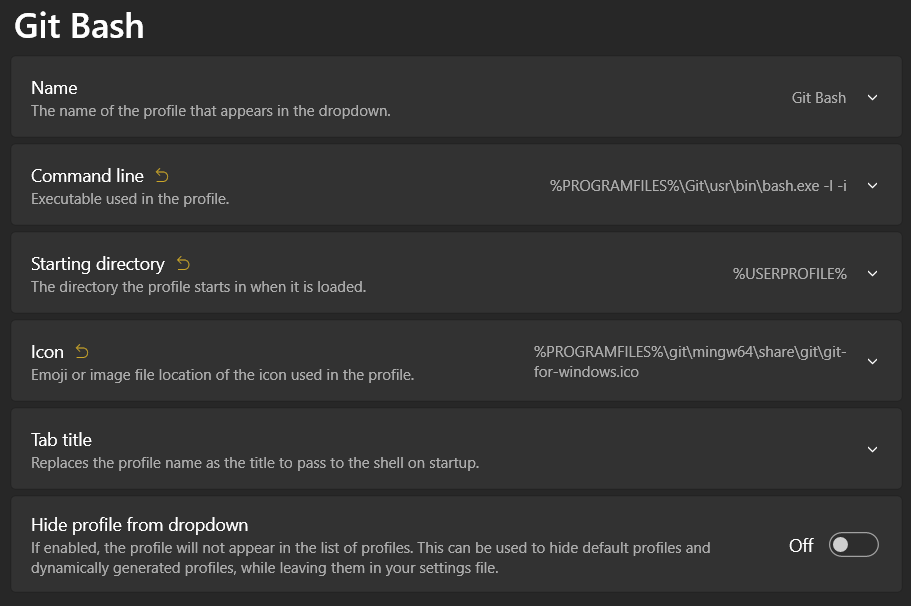 Git Bash
Name
The name of the profile that appears in the dropdown.
Git Bash
Command line
Executable used in the profile.
%PROGRAMFILES%\Git\usr\bin\bash.exe -l -i
Starting directory
The directory the profile starts in when it is loaded.
%USERPROFILE%
Icon
Emoji or image file location of the icon used in the profile.
%PROGRAMFILES%\git\mingw64\share\git\git-
for-windows.ico
Tab title
Replaces the profile name as the title to pass to the shell on startup.
Hide profile from dropdown
If enabled, the profile will not appear in the list of profiles. This can be used to hide default profiles and
dynamically generated profiles, while leaving them in your settings file.
Off